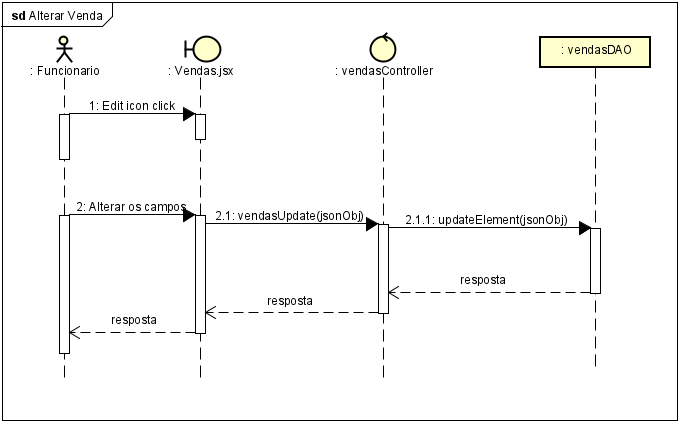 sd Alterar Venda
: Funcionario
: Vendas.jsx
: vendasController
: vendasDAO
1: Edit icon click
2: Alterar os campos
2.1: vendasUpdate(jsonObj)
2.1.1: updateElement(jsonObj)
resposta
resposta
resposta